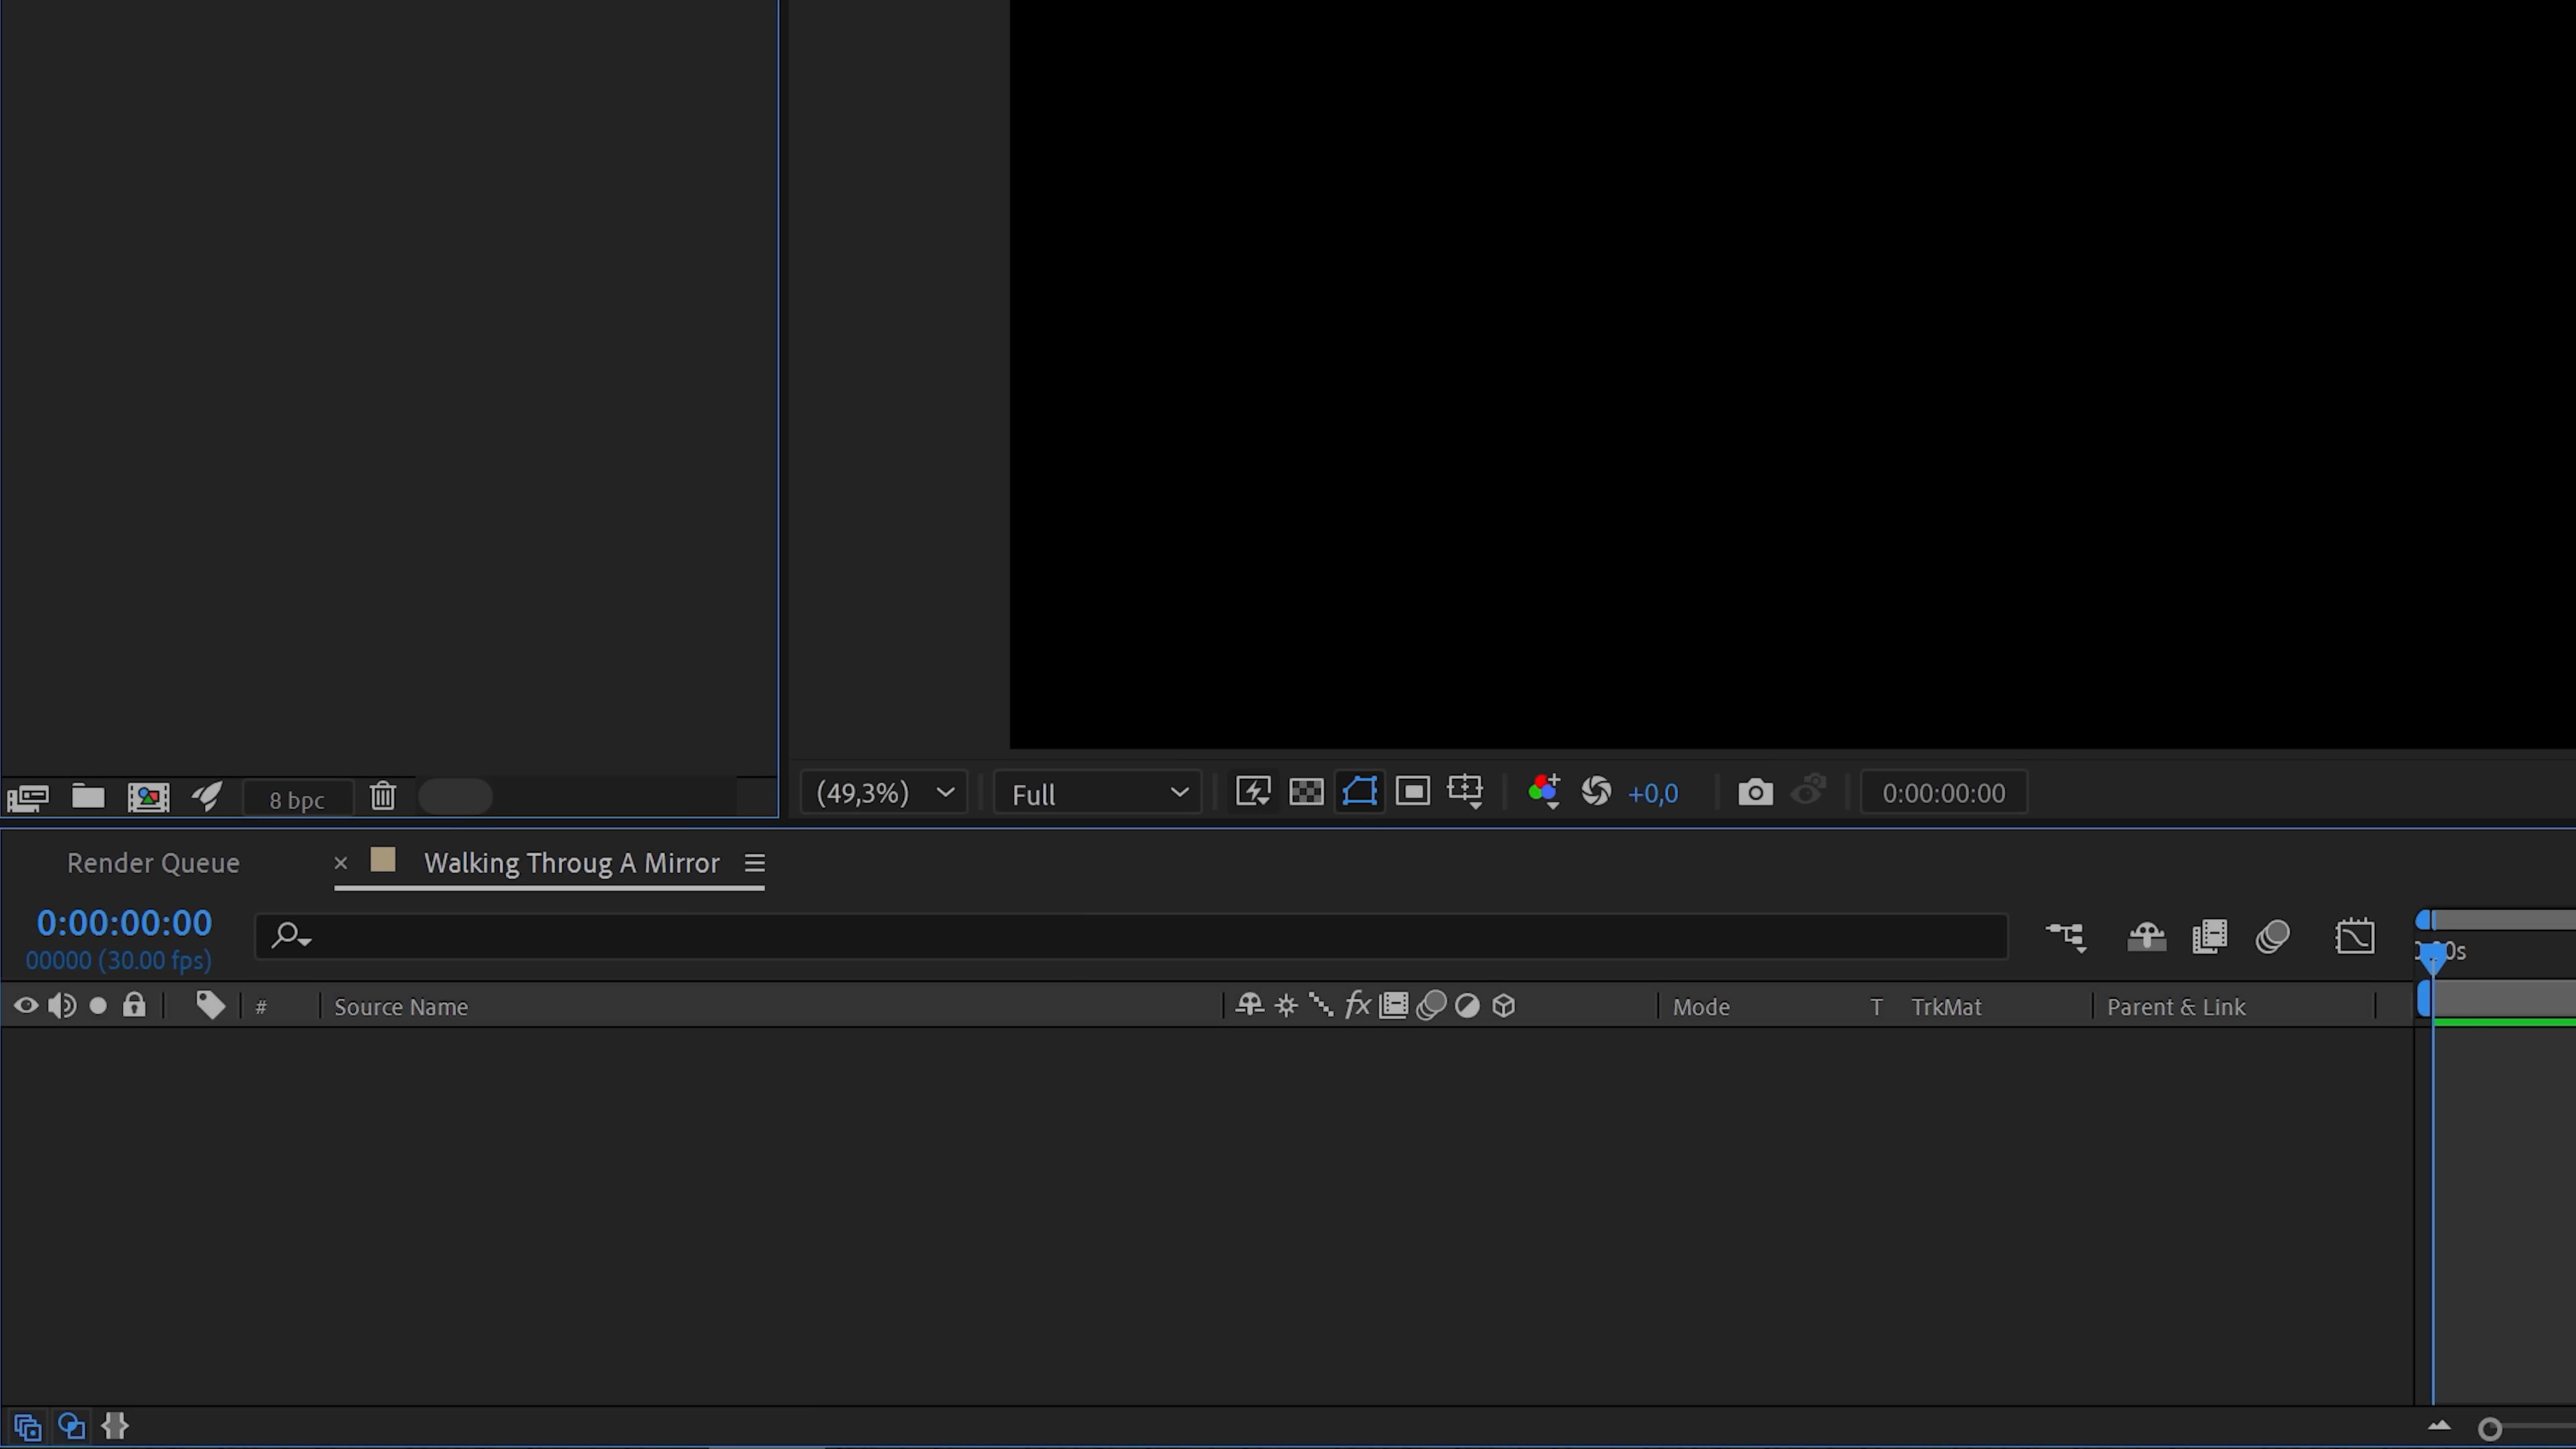 8 bpc
(49,3%) Full +0,0 0:00:00:00
Render Queue × Walking Throug A Mirror
0:00:00:00
00000 (30.00 fps)
# Source Name fx Mode T TrkMat Parent & Link